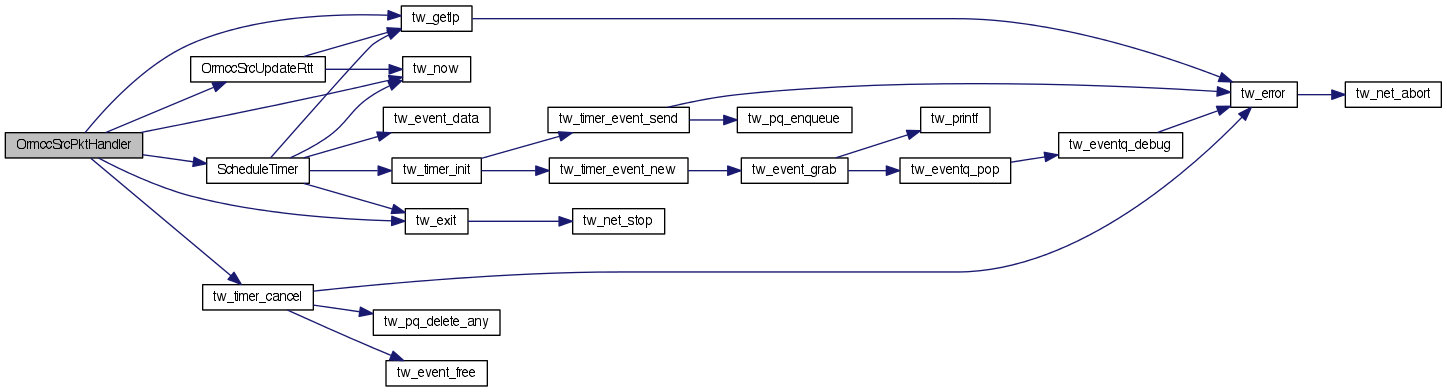 OrmccSrcPktHandler
OrmccSrcUpdateRtt
ScheduleTimer
tw_timer_cancel
tw_getlp
tw_now
tw_event_data
tw_timer_init
tw_exit
tw_pq_delete_any
tw_event_free
tw_timer_event_send
tw_timer_event_new
tw_net_stop
tw_pq_enqueue
tw_event_grab
tw_printf
tw_eventq_pop
tw_eventq_debug
tw_error
tw_net_abort